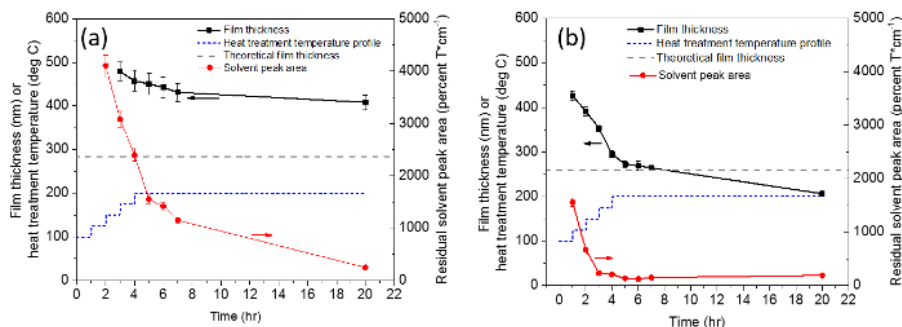 (a)
Film thickness
Heat treatment temperature profile
Theoretical film thickness
Solvent peak area
Film thickness (nm) or
heat treatment temperature (deg C)
600
500
400
300
200
100
0
5000
4000
3000
2000
1000
0
Residual solvent peak area (percent T*cm⁻¹)
0 2 4 6 8 10 12 14 16 18 20 22
Time (hr)
(b)
Film thickness
Heat treatment temperature profile
Theoretical film thickness
Solvent peak area
Film thickness (nm) or
heat treatment temperature (deg C)
600
500
400
300
200
100
0
5000
4000
3000
2000
1000
0
Residual solvent peak area (percent T*cm⁻¹)
0 2 4 6 8 10 12 14 16 18 20 22
Time (hr)